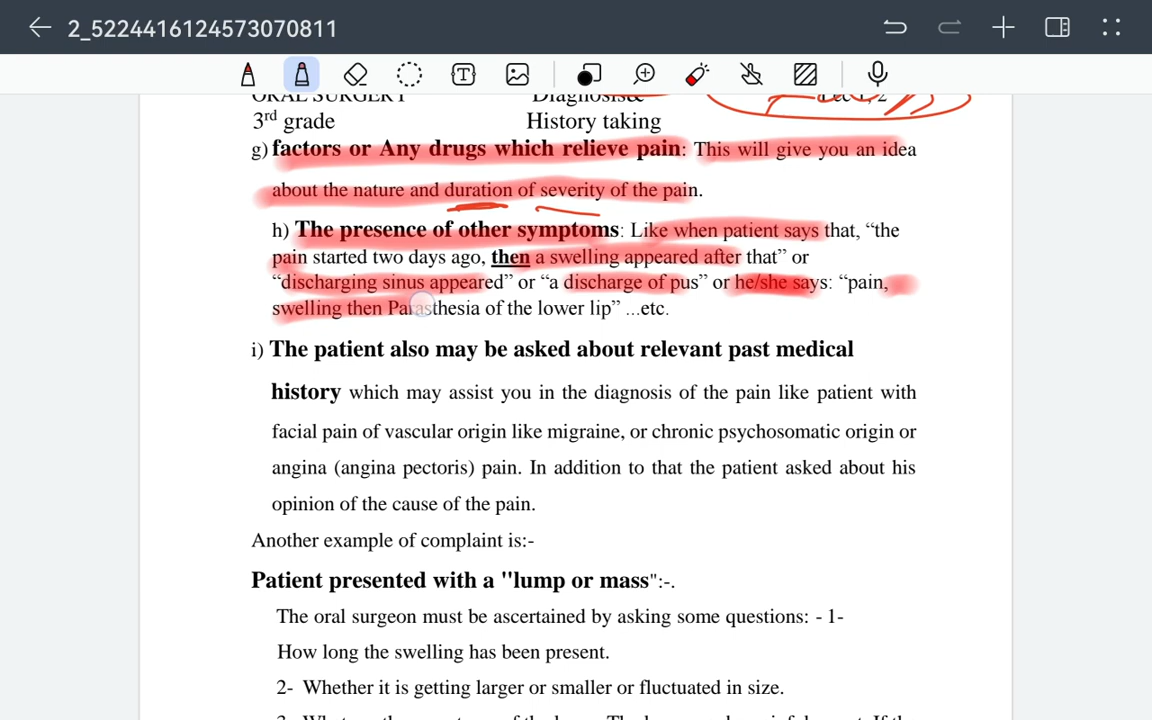 2_5224416124573070811
ORAL SURGERY Diagnosis& Lec 1, 2
3rd grade History taking
g) factors or Any drugs which relieve pain: This will give you an idea
about the nature and duration of severity of the pain.
h) The presence of other symptoms: Like when patient says that, “the
pain started two days ago, then a swelling appeared after that” or
“discharging sinus appeared” or “a discharge of pus” or he/she says: “pain,
swelling then Parasthesia of the lower lip” ...etc.
i) The patient also may be asked about relevant past medical
history which may assist you in the diagnosis of the pain like patient with
facial pain of vascular origin like migraine, or chronic psychosomatic origin or
angina (angina pectoris) pain. In addition to that the patient asked about his
opinion of the cause of the pain.
Another example of complaint is:-
Patient presented with a "lump or mass":-.
The oral surgeon must be ascertained by asking some questions: - 1-
How long the swelling has been present.
2- Whether it is getting larger or smaller or fluctuated in size.